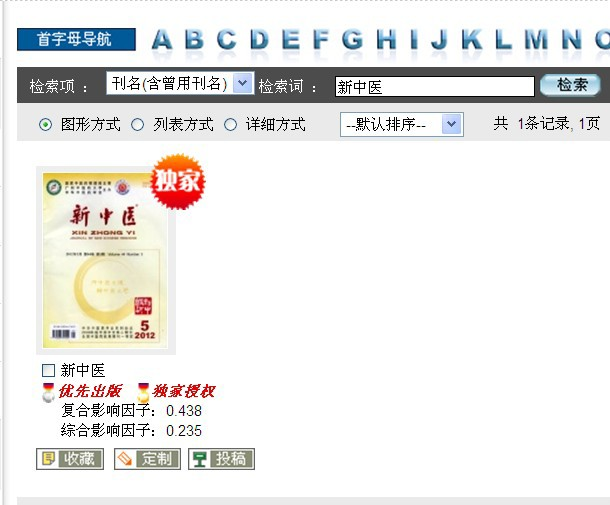 首字母导航 A B C D E F G H I J K L M N O
检索项： 刊名(含曾用刊名) 检索词： 新中医 检索
图形方式 列表方式 详细方式 --默认排序-- 共 1条记录, 1页
独家
新中医
XIN ZHONG YI
5
2012
新中医
优先出版 独家授权
复合影响因子：0.438
综合影响因子：0.235
收藏 定制 投稿